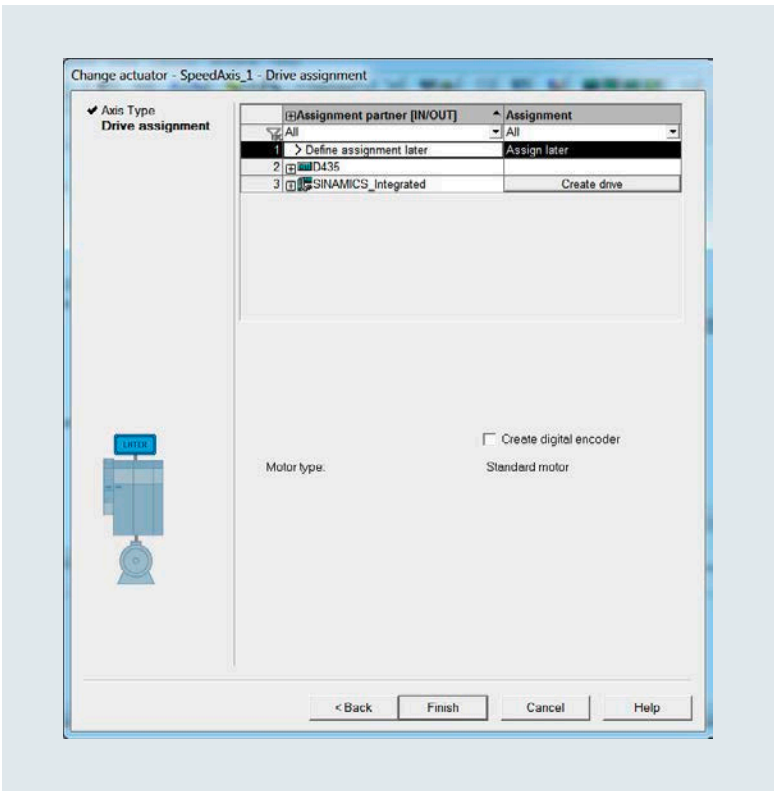 Change actuator - SpeedAxis_1 - Drive assignment
✔ Axis Type
Drive assignment
Assignment partner [IN/OUT] Assignment
All All
1 > Define assignment later Assign later
2 D435
3 SINAMICS_Integrated Create drive
Create digital encoder
Motor type: Standard motor
< Back Finish Cancel Help